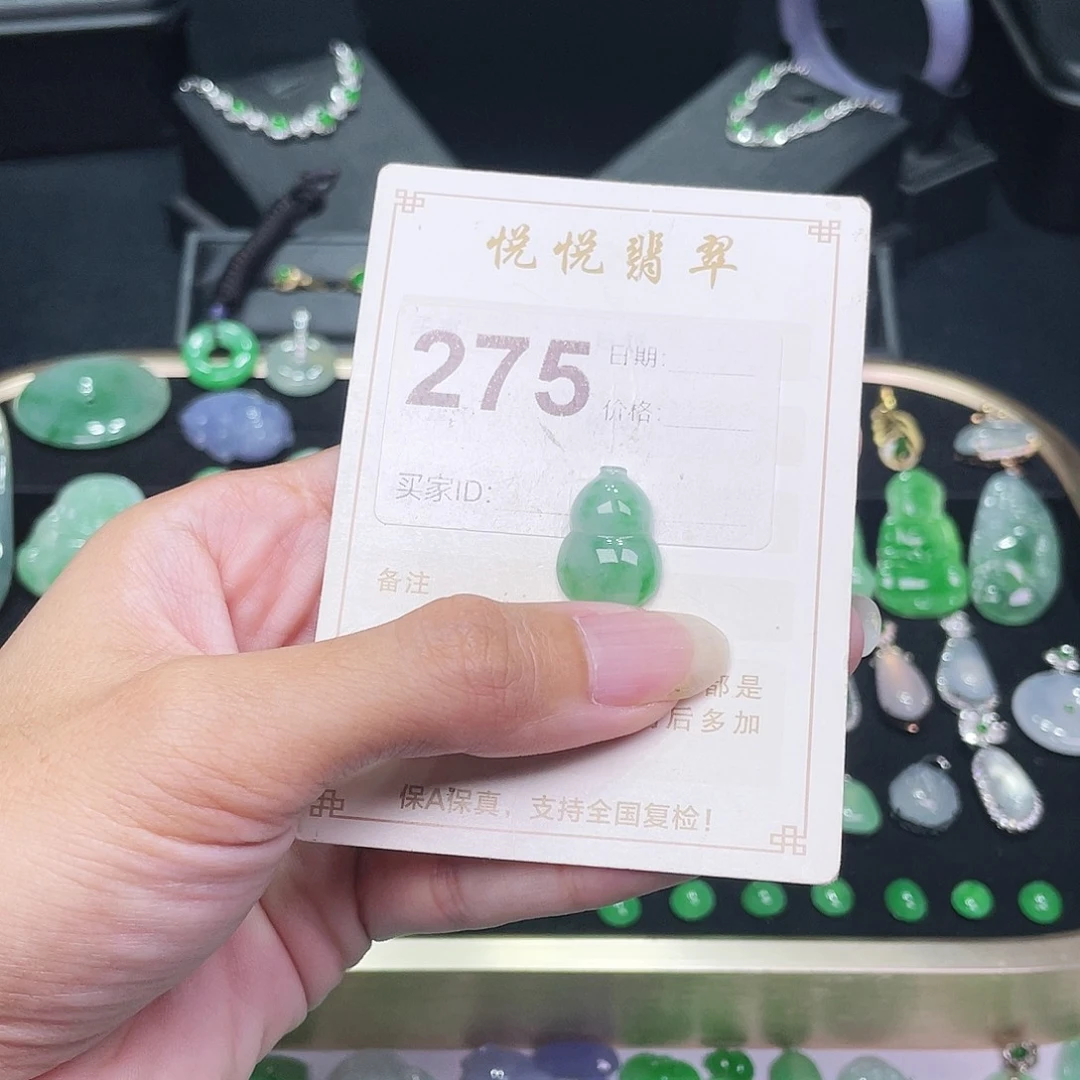 悦悦翡翠
275
日期:
价格:
买家ID:
备注
都是
后多加
保A保真，支持全国复检！